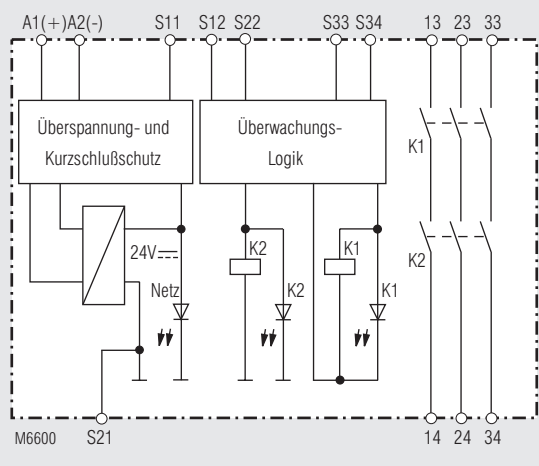 A1(+) A2(-) S11 S12 S22 S33 S34 13 23 33
Überspannung- und
Kurzschlußschutz
Überwachungs-
Logik
K1
24V
K2
K1
K2
Netz
K2
K1
M6600
S21
14 24 34